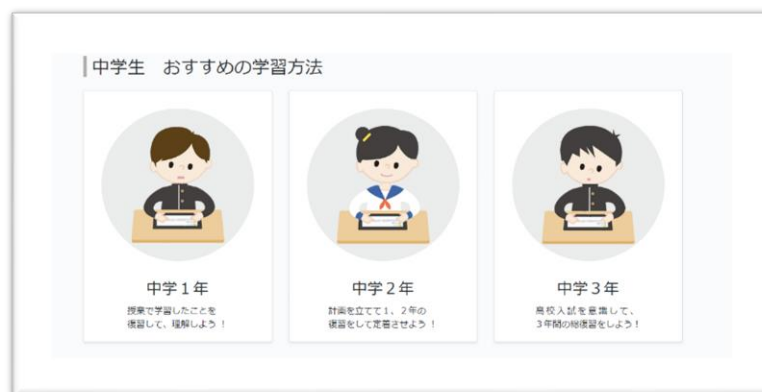 中学生　おすすめの学習方法
中学１年
授業で学習したことを
復習して、理解しよう！
中学２年
計画を立てて１、２年の
復習をして定着させよう！
中学３年
高校入試を意識して、
３年間の総復習をしよう！